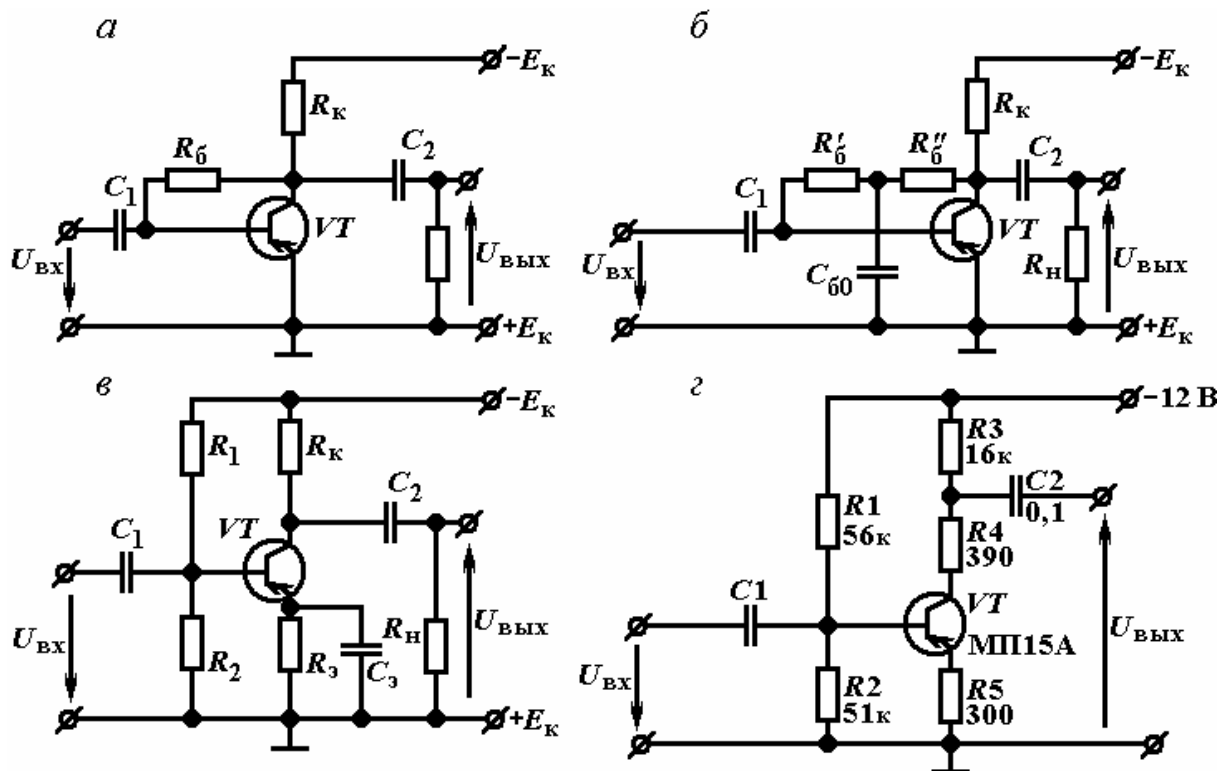 а
−Eк
Rк
Rб
C2
C1
VT
Uвх
Uвых
+Eк
б
−Eк
Rк
R′б
R″б
C2
C1
VT
Uвх
Cб0
Rн
Uвых
+Eк
в
−Eк
R1
Rк
C2
C1
VT
Uвх
R2
Rэ
Cэ
Rн
Uвых
+Eк
г
−12 В
R3
16к
C2
0,1
R1
56к
R4
390
C1
VT
МП15А
Uвх
Uвых
R2
51к
R5
300